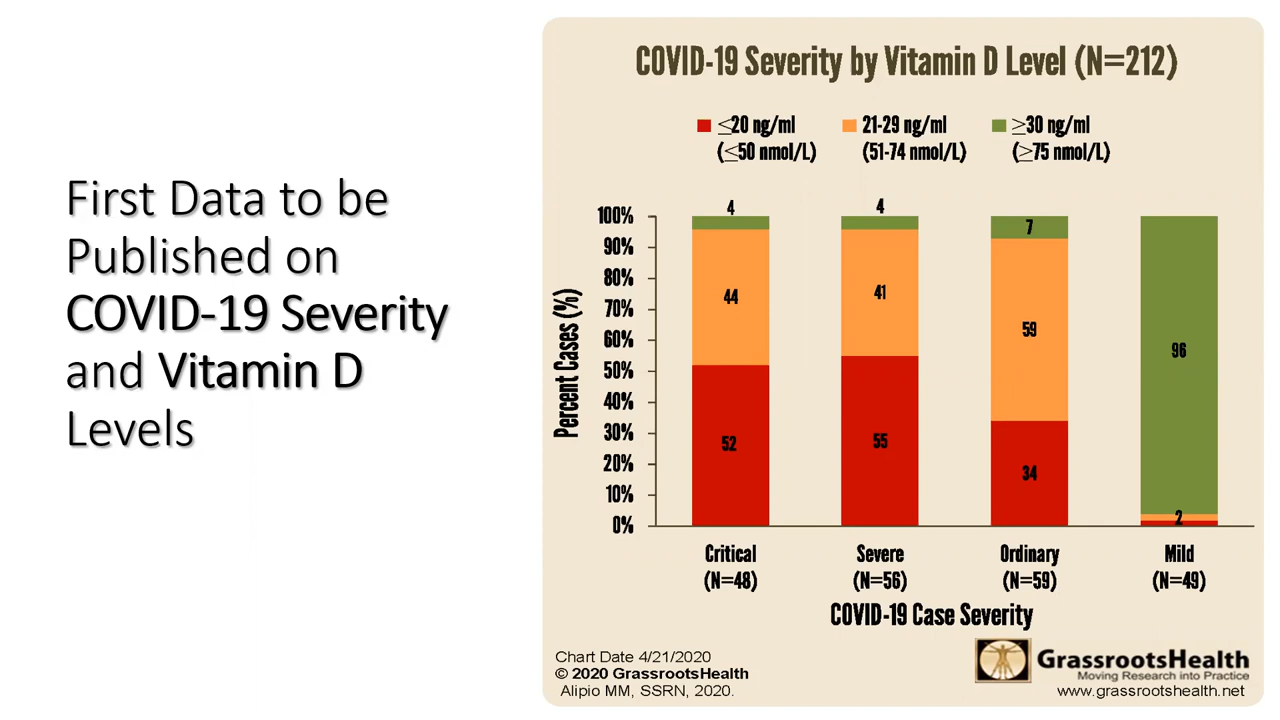 First Data to be
Published on
COVID-19 Severity
and Vitamin D
Levels
COVID-19 Severity by Vitamin D Level (N=212)
≤20 ng/ml
(≤50 nmol/L)
21-29 ng/ml
(51-74 nmol/L)
≥30 ng/ml
(≥75 nmol/L)
Percent Cases (%)
100%
90%
80%
70%
60%
50%
40%
30%
20%
10%
0%
4
44
52
4
41
55
7
59
34
96
2
Critical
(N=48)
Severe
(N=56)
Ordinary
(N=59)
Mild
(N=49)
COVID-19 Case Severity
Chart Date 4/21/2020
© 2020 GrassrootsHealth
Alipio MM, SSRN, 2020.
GrassrootsHealth
Moving Research into Practice
www.grassrootshealth.net